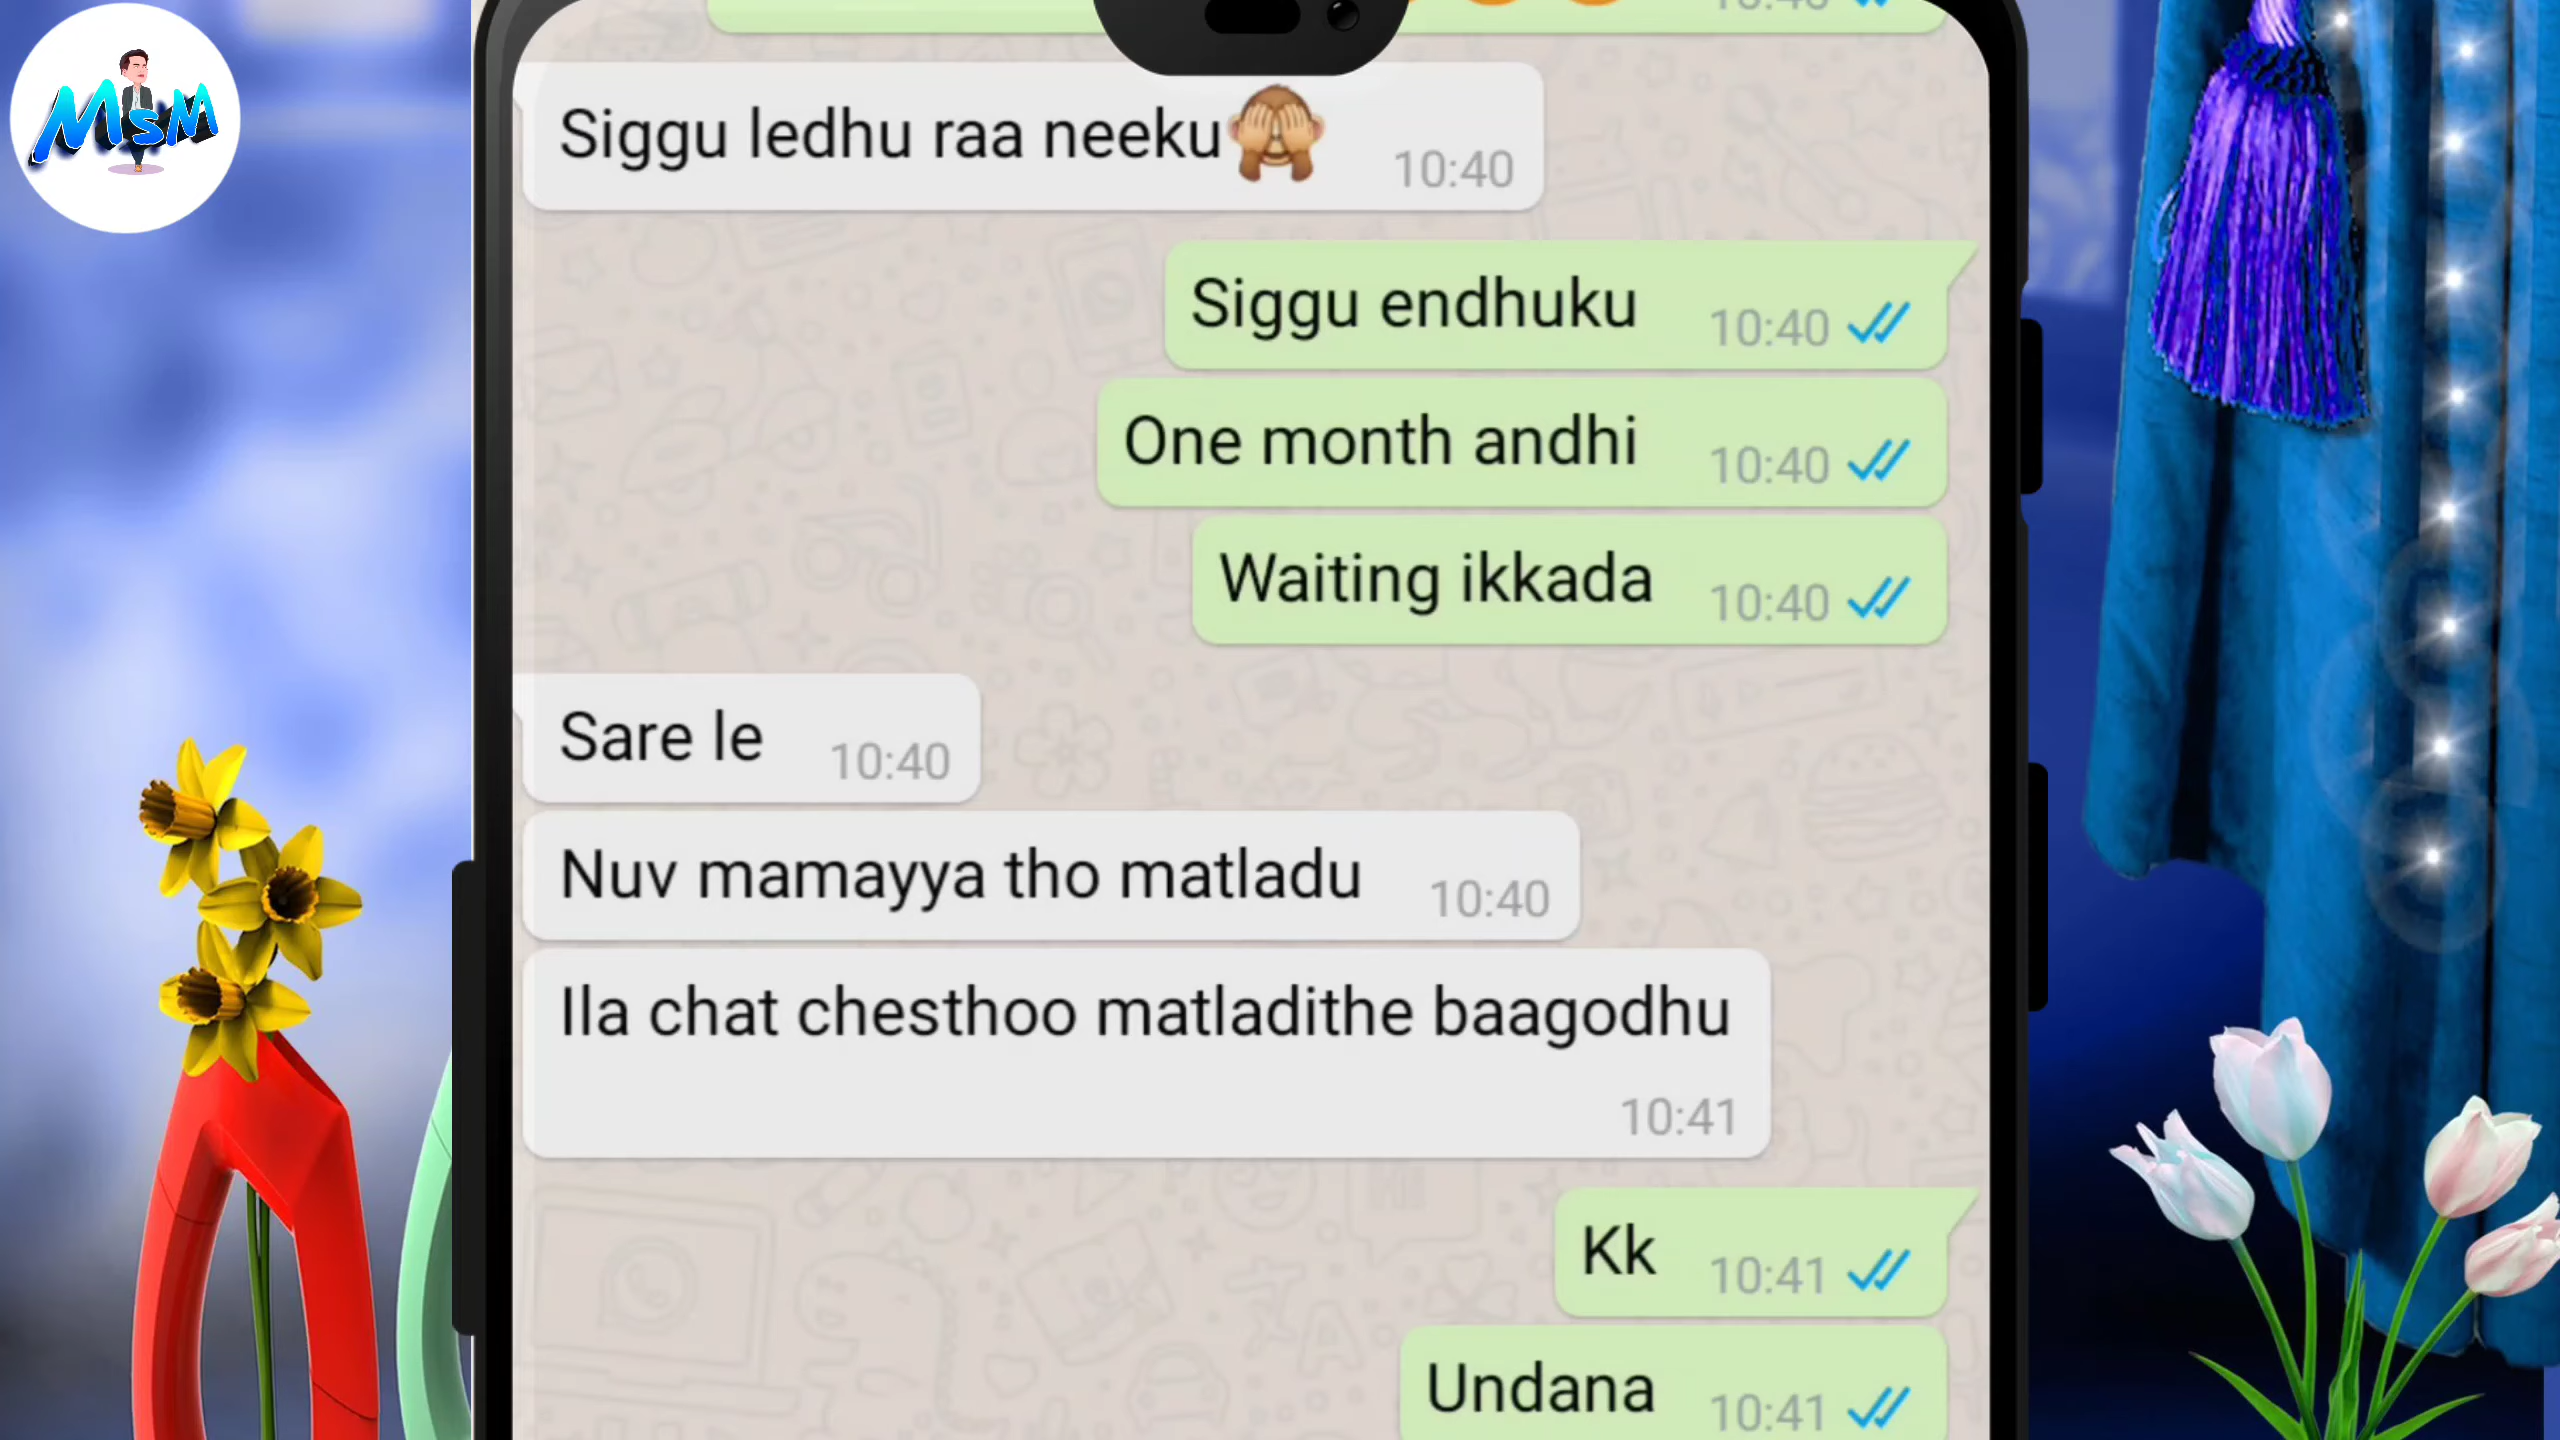 MsM
Siggu ledhu raa neeku🙈 10:40
Siggu endhuku 10:40
One month andhi 10:40
Waiting ikkada 10:40
Sare le 10:40
Nuv mamayya tho matladu 10:40
Ila chat chesthoo matladithe baagodhu
10:41
Kk 10:41
Undana 10:41